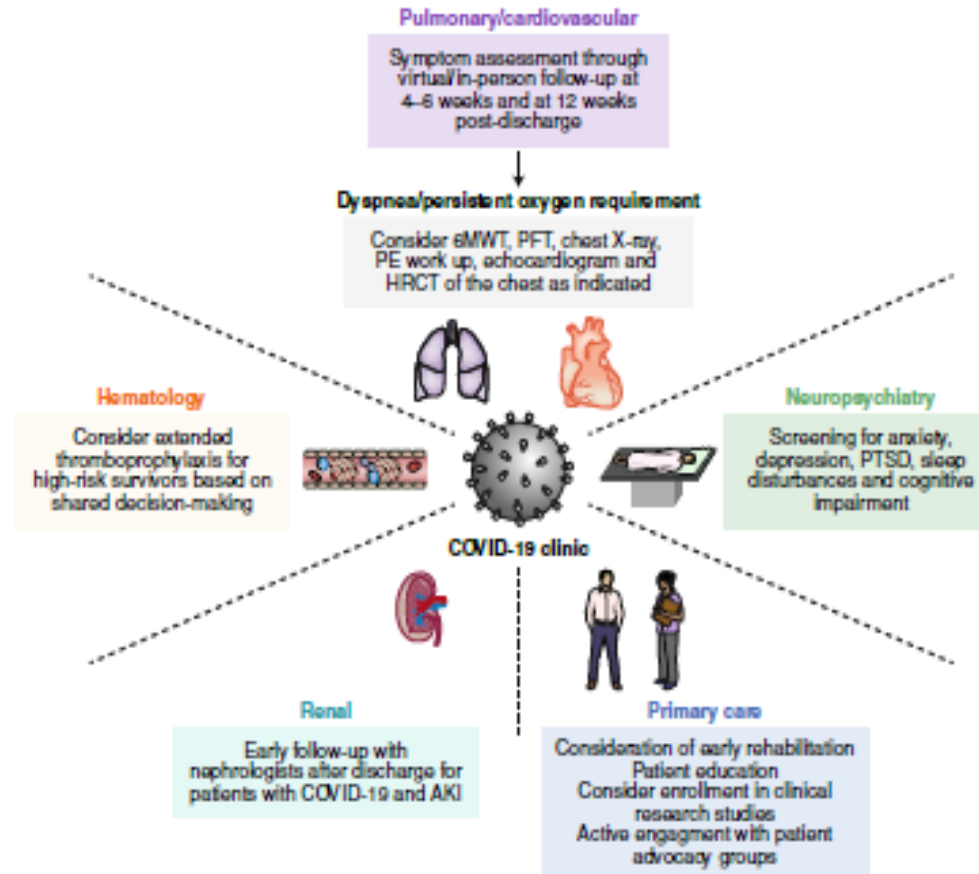 Pulmonary/cardiovascular
Symptom assessment through
virtual/in-person follow-up at
4–6 weeks and at 12 weeks
post-discharge
Dyspnea/persistent oxygen requirement
Consider 6MWT, PFT, chest X-ray,
PE work up, echocardiogram and
HRCT of the chest as indicated
Hematology
Consider extended
thromboprophylaxis for
high-risk survivors based on
shared decision-making
Neuropsychiatry
Screening for anxiety,
depression, PTSD, sleep
disturbances and cognitive
impairment
COVID-19 clinic
Renal
Early follow-up with
nephrologists after discharge for
patients with COVID-19 and AKI
Primary care
Consideration of early rehabilitation
Patient education
Consider enrollment in clinical
research studies
Active engagment with patient
advocacy groups